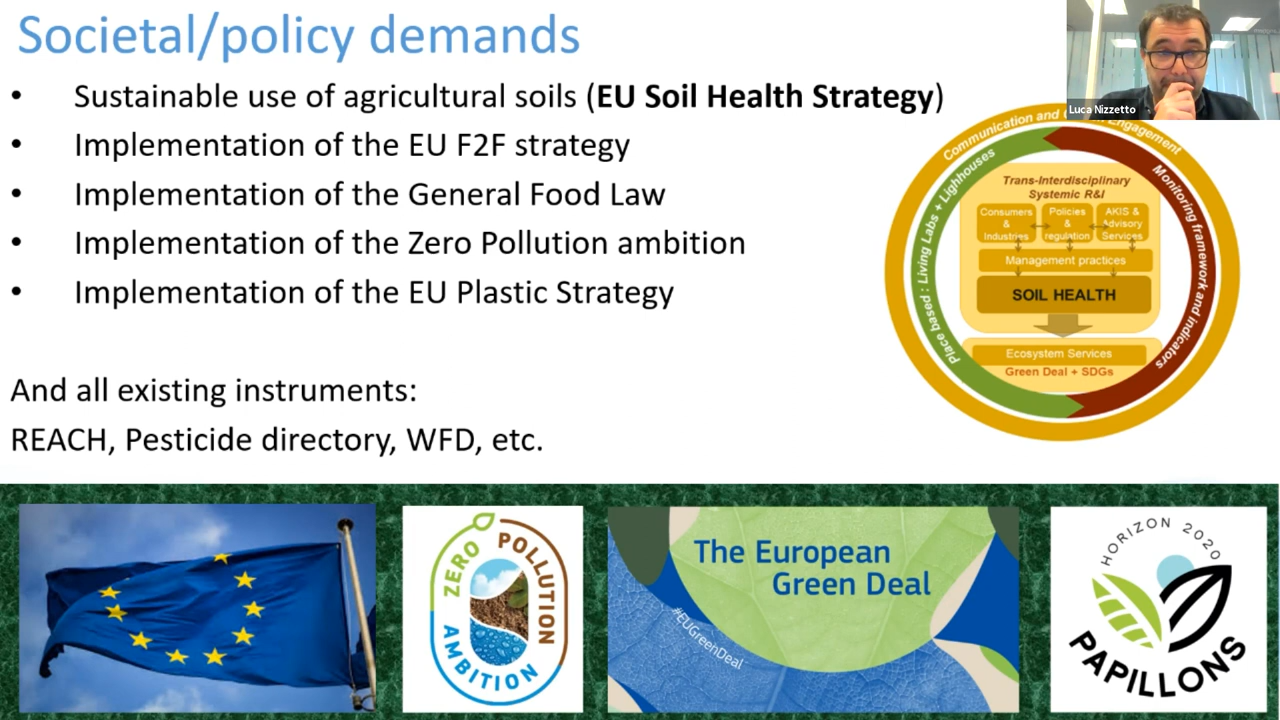 Societal/policy demands
• Sustainable use of agricultural soils (EU Soil Health Strategy)
• Implementation of the EU F2F strategy
• Implementation of the General Food Law
• Implementation of the Zero Pollution ambition
• Implementation of the EU Plastic Strategy
And all existing instruments:
REACH, Pesticide directory, WFD, etc.
Luca Nizzetto
Communication and
Engagement
Place based : Living Labs + Lighhouses
Monitoring framework and indicators
Trans-Interdisciplinary
Systemic R&I
Consumers
&
Industries
Policies
&
regulation
AKIS &
Advisory
Services
Management practices
SOIL HEALTH
Ecosystem Services
Green Deal + SDGs
ZERO POLLUTION
AMBITION
The European
Green Deal
#EUGreenDeal
HORIZON 2020
PAPILLONS